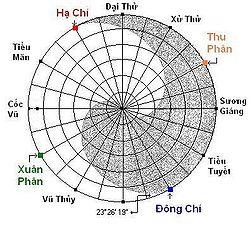 Đại Thử
Hạ Chí
Xử Thử
Thu
Phân
Tiểu
Mãn
Cốc
Vũ
Sương
Giáng
Xuân
Phân
Tiểu
Tuyết
Vũ Thủy
Đông Chí
23°26'19"